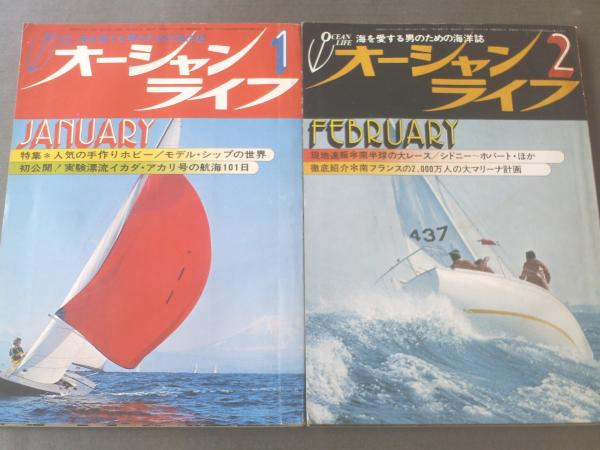 オーシャン
ライフ
1
JANUARY
特集＊人気の手作りホビー/モデル・シップの世界
初公開!実験漂流イカダ・アカリ号の航海101日
OCEAN
LIFE
海を愛する男のための海洋誌
オーシャン
ライフ
2
FEBRUARY
現地速報＊南半球の大レース/シドニー〜ホバート・ほか
徹底紹介＊南フランスの2,000万人の大マリーナ計画
437